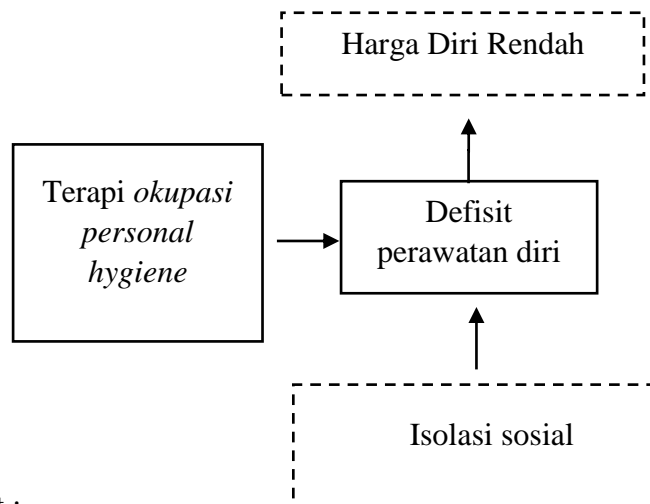 Harga Diri Rendah
Terapi okupasi
personal
hygiene
Defisit
perawatan diri
Isolasi sosial